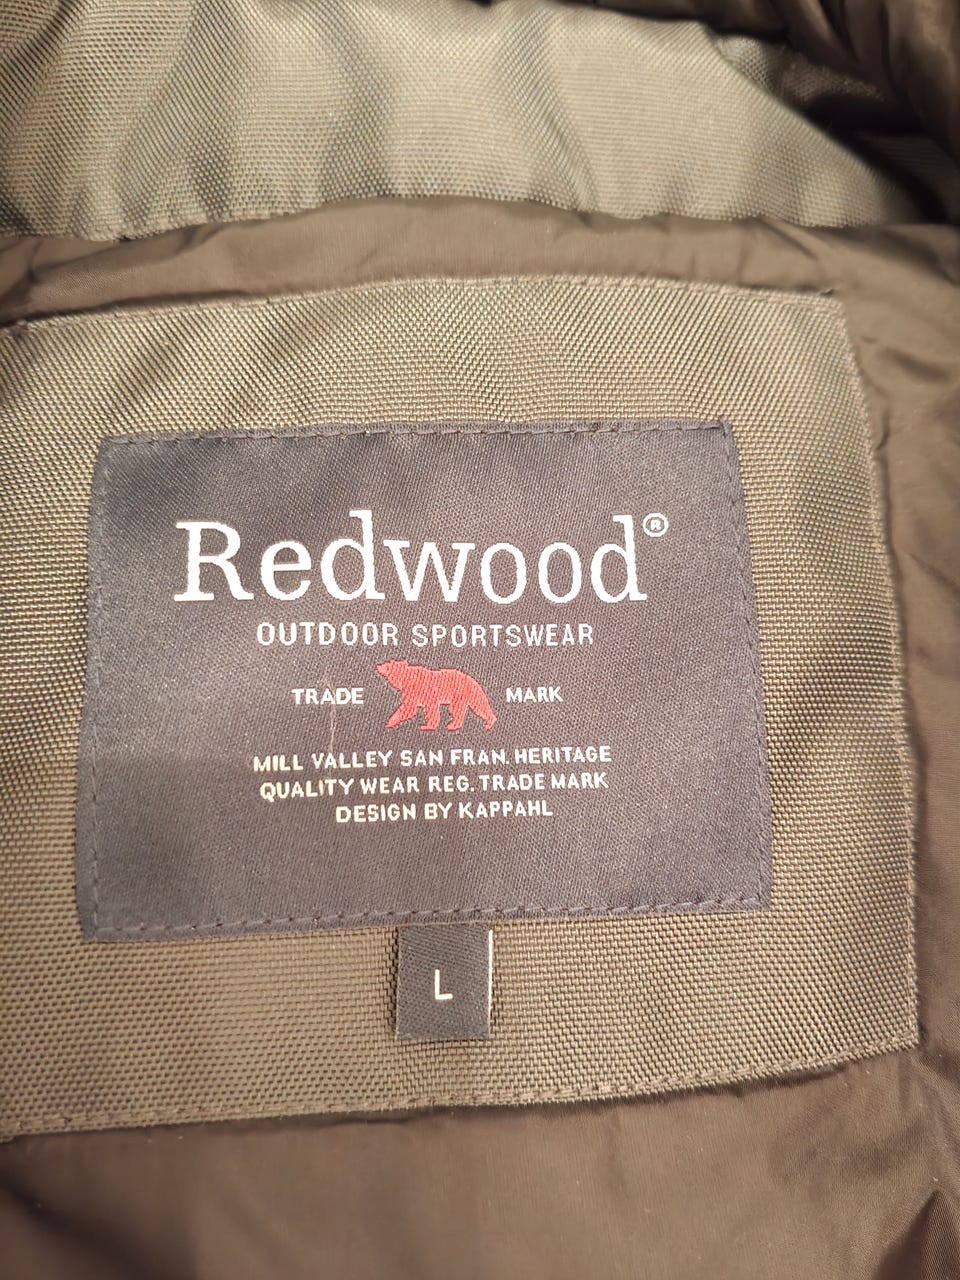 Redwood®
OUTDOOR SPORTSWEAR
TRADE MARK
MILL VALLEY SAN FRAN. HERITAGE
QUALITY WEAR REG. TRADE MARK
DESIGN BY KAPPAHL
L